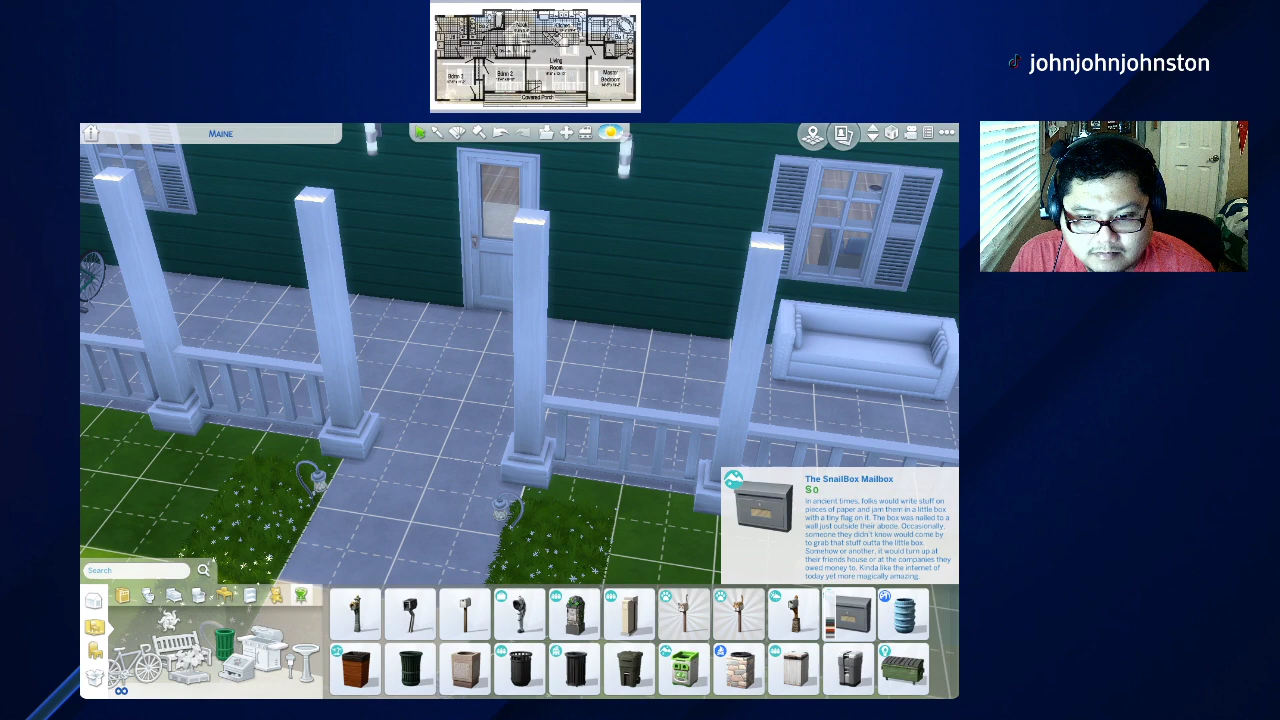 Kitchen
Bdrm 2
Living
Room
Master
Bedroom
Covered Porch
johnjohnjohnston
MAINE
The SnailBox Mailbox
§0
In ancient times, folks would write stuff on
pieces of paper and jam them in a little box
with a tiny flag on it. The box was nailed to a
wall just outside their abode. Occasionally,
someone they didn't know would come by
to grab that stuff outta the little box.
Somehow or another, it would turn up at
their friends house or at the companies they
owed money to. Kinda like the internet of
today yet more magically amazing.
Search